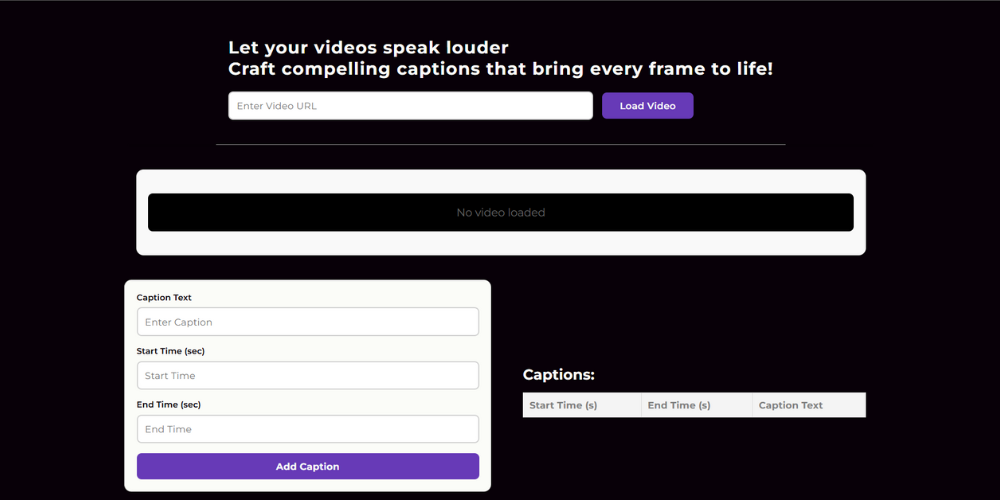 Let your videos speak louder
Craft compelling captions that bring every frame to life!
Enter Video URL
Load Video
No video loaded
Caption Text
Enter Caption
Start Time (sec)
Start Time
End Time (sec)
End Time
Add Caption
Captions:
Start Time (s) End Time (s) Caption Text